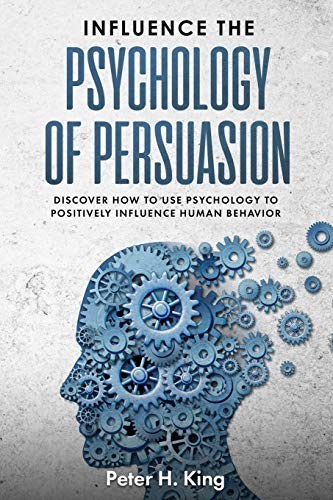 INFLUENCE THE
PSYCHOLOGY
OF PERSUASION
DISCOVER HOW TO USE PSYCHOLOGY TO
POSITIVELY INFLUENCE HUMAN BEHAVIOR
Peter H. King